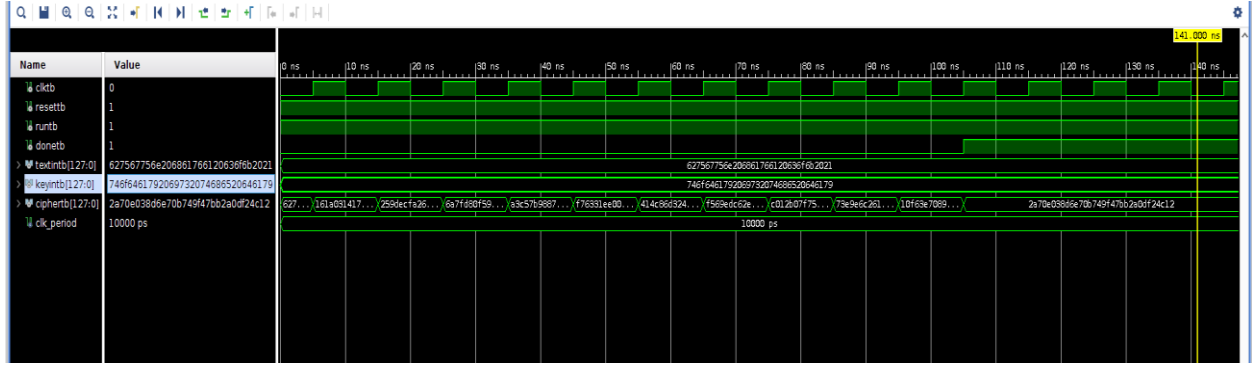 141.000 ns
Name Value
0 ns 10 ns 20 ns 30 ns 40 ns 50 ns 60 ns 70 ns 80 ns 90 ns 100 ns 110 ns 120 ns 130 ns 140 ns
clktb 0
resettb 1
runtb 1
donetb 1
textintb[127:0] 627567756e206861766120636f6b2021 627567756e206861766120636f6b2021
keyintb[127:0] 746f6461792069732074686520646179 746f6461792069732074686520646179
ciphertb[127:0] 2a70e038d6e70b749f47bb2a0df24c12 627... 161a031417... 259decfa26... 6a7fd80f59... a3c57b9887... f76331ee00... 414c86d324... f569edc62e... c012b07f75... 73e9e6c261... 10f63e7089... 2a70e038d6e70b749f47bb2a0df24c12
clk_period 10000 ps 10000 ps